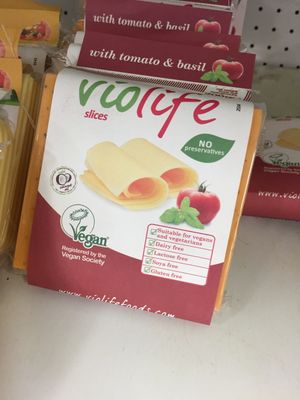 with tomato & basil
with tomato & basil
violife
slices
NO
preservatives
Suitable for vegans
and vegetarians
Dairy free
Lactose free
Soya free
Gluten free
Vegan
Registered by the
Vegan Society
www.violifefoods.com